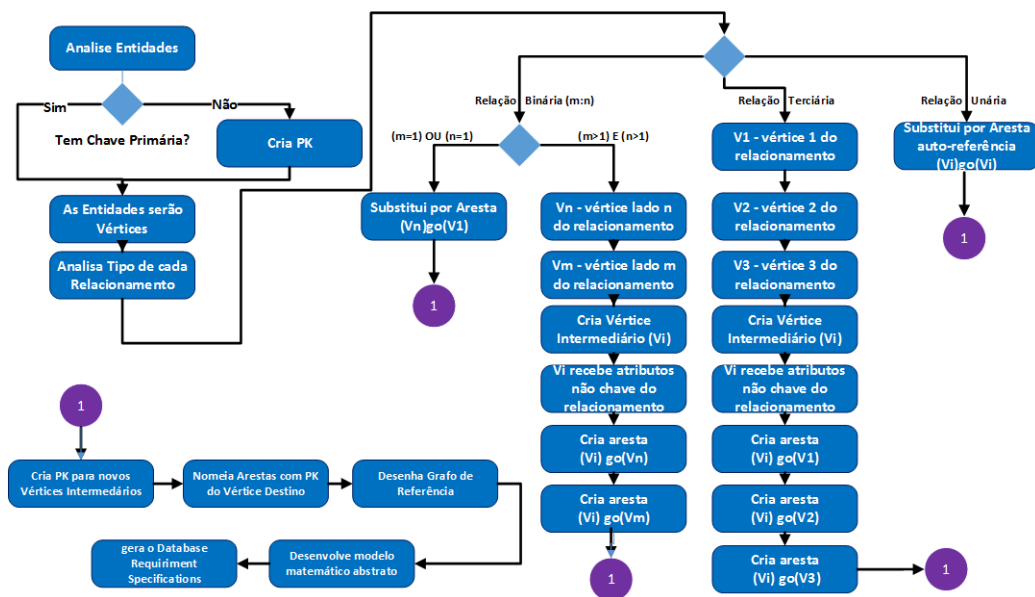 Analise Entidades
Sim
Não
Tem Chave Primária?
Cria PK
As Entidades serão
Vértices
Analisa Tipo de cada
Relacionamento
Relação Binária (m:n)
(m=1) OU (n=1)
(m>1) E (n>1)
Substitui por Aresta
(Vn)go(V1)
1
Vn - vértice lado n
do relacionamento
Vm - vértice lado m
do relacionamento
Cria Vértice
Intermediário (Vi)
Vi recebe atributos
não chave do
relacionamento
Cria aresta
(Vi) go(Vn)
Cria aresta
(Vi) go(Vm)
1
Relação Terciária
V1 - vértice 1 do
relacionamento
V2 - vértice 2 do
relacionamento
V3 - vértice 3 do
relacionamento
Cria Vértice
Intermediário (Vi)
Vi recebe atributos
não chave do
relacionamento
Cria aresta
(Vi) go(V1)
Cria aresta
(Vi) go(V2)
Cria aresta
(Vi) go(V3)
1
Relação Unária
Substitui por Aresta
auto-referência
(Vi)go(Vi)
1
1
Cria PK para novos
Vértices Intermedários
Nomeia Arestas com PK
do Vértice Destino
Desenha Grafo de
Referência
Desenvolve modelo
matemático abstrato
gera o Database
Requiriment
Specifications